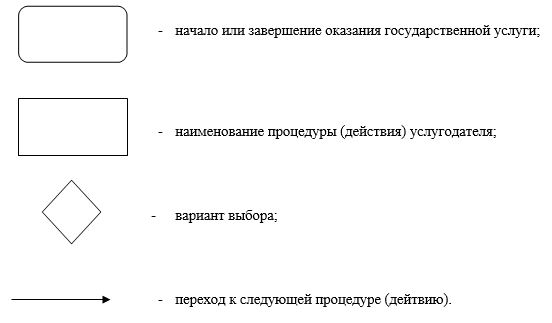 - начало или завершение оказания государственной услуги;
- наименование процедуры (действия) услугодателя;
- вариант выбора;
- переход к следующей процедуре (дейтвию).